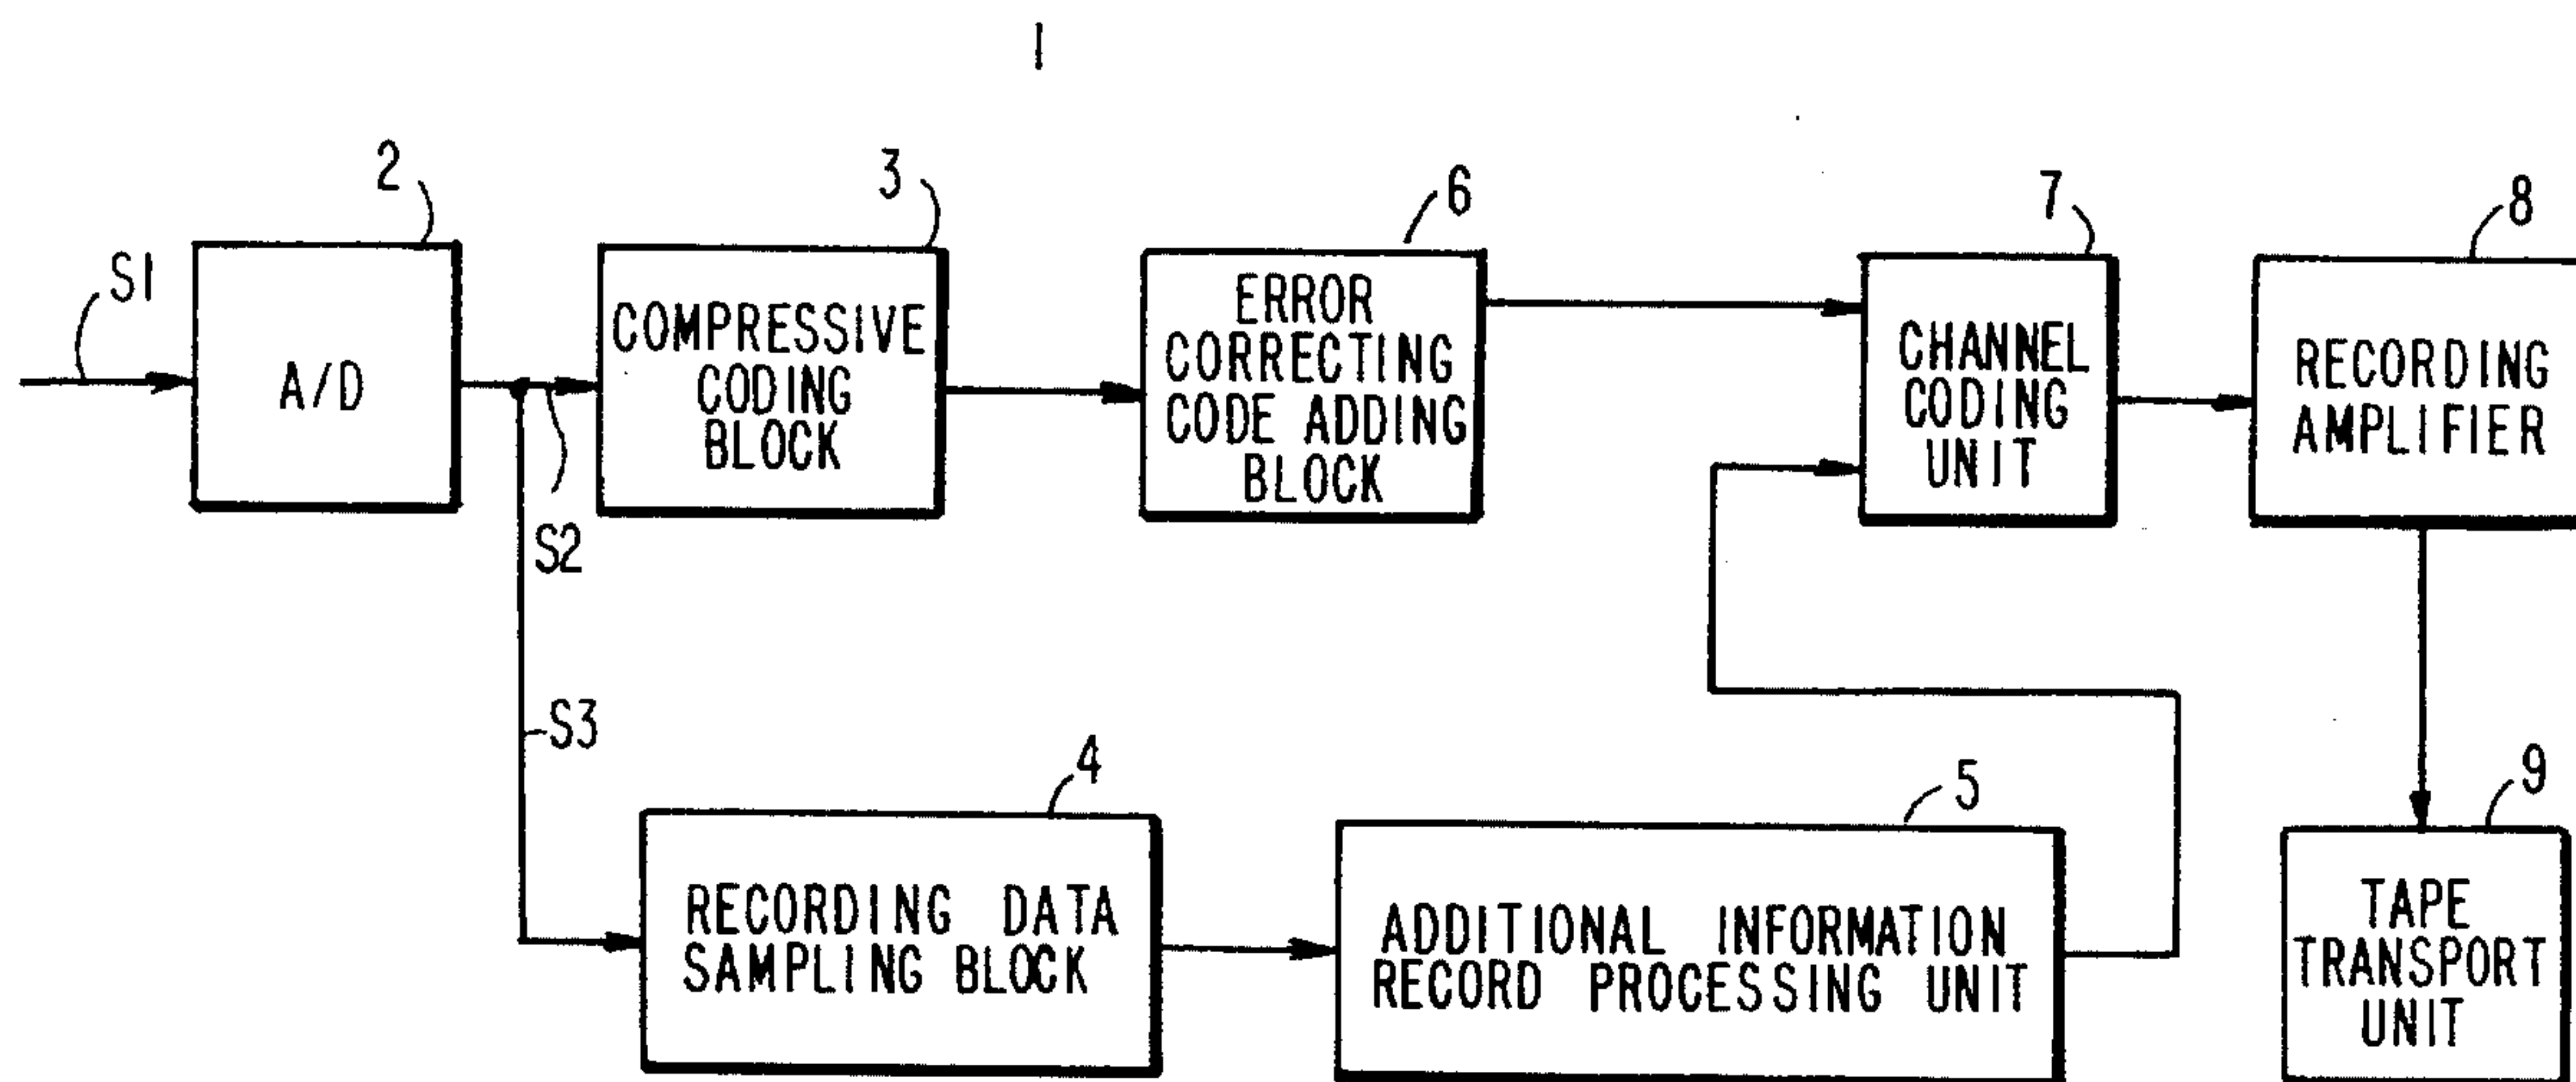 1
2
3
6
7
8
S1
A/D
COMPRESSIVE
CODING
BLOCK
ERROR
CORRECTING
CODE ADDING
BLOCK
CHANNEL
CODING
UNIT
RECORDING
AMPLIFIER
S2
S3
4
5
9
RECORDING DATA
SAMPLING BLOCK
ADDITIONAL INFORMATION
RECORD PROCESSING UNIT
TAPE
TRANSPORT
UNIT